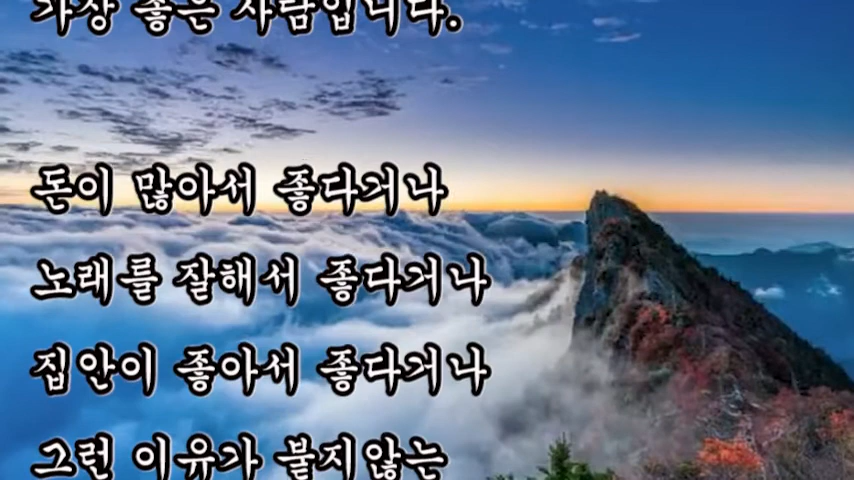 가장 좋은 사람입니다.
돈이 많아서 좋다거나
노래를 잘해서 좋다거나
집안이 좋아서 좋다거나
그런 이유가 붙지않는